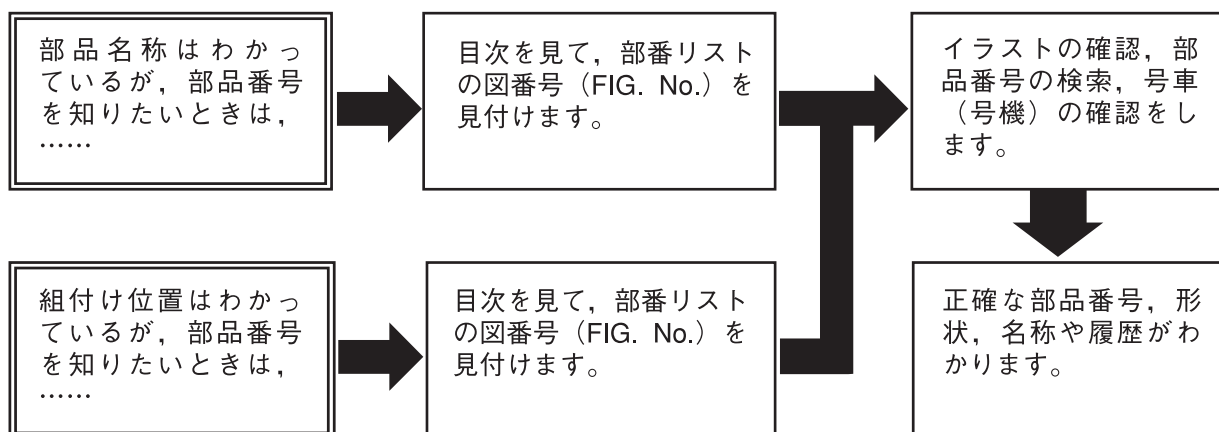 部品名称はわかっ
ているが，部品番号
を知りたいときは，
……
目次を見て，部番リスト
の図番号（FIG. No.）を
見付けます。
イラストの確認，部
品番号の検索，号車
（号機）の確認をし
ます。
組付け位置はわかっ
ているが，部品番号
を知りたいときは，
……
目次を見て，部番リスト
の図番号（FIG. No.）を
見付けます。
正確な部品番号，形
状，名称や履歴がわ
かります。